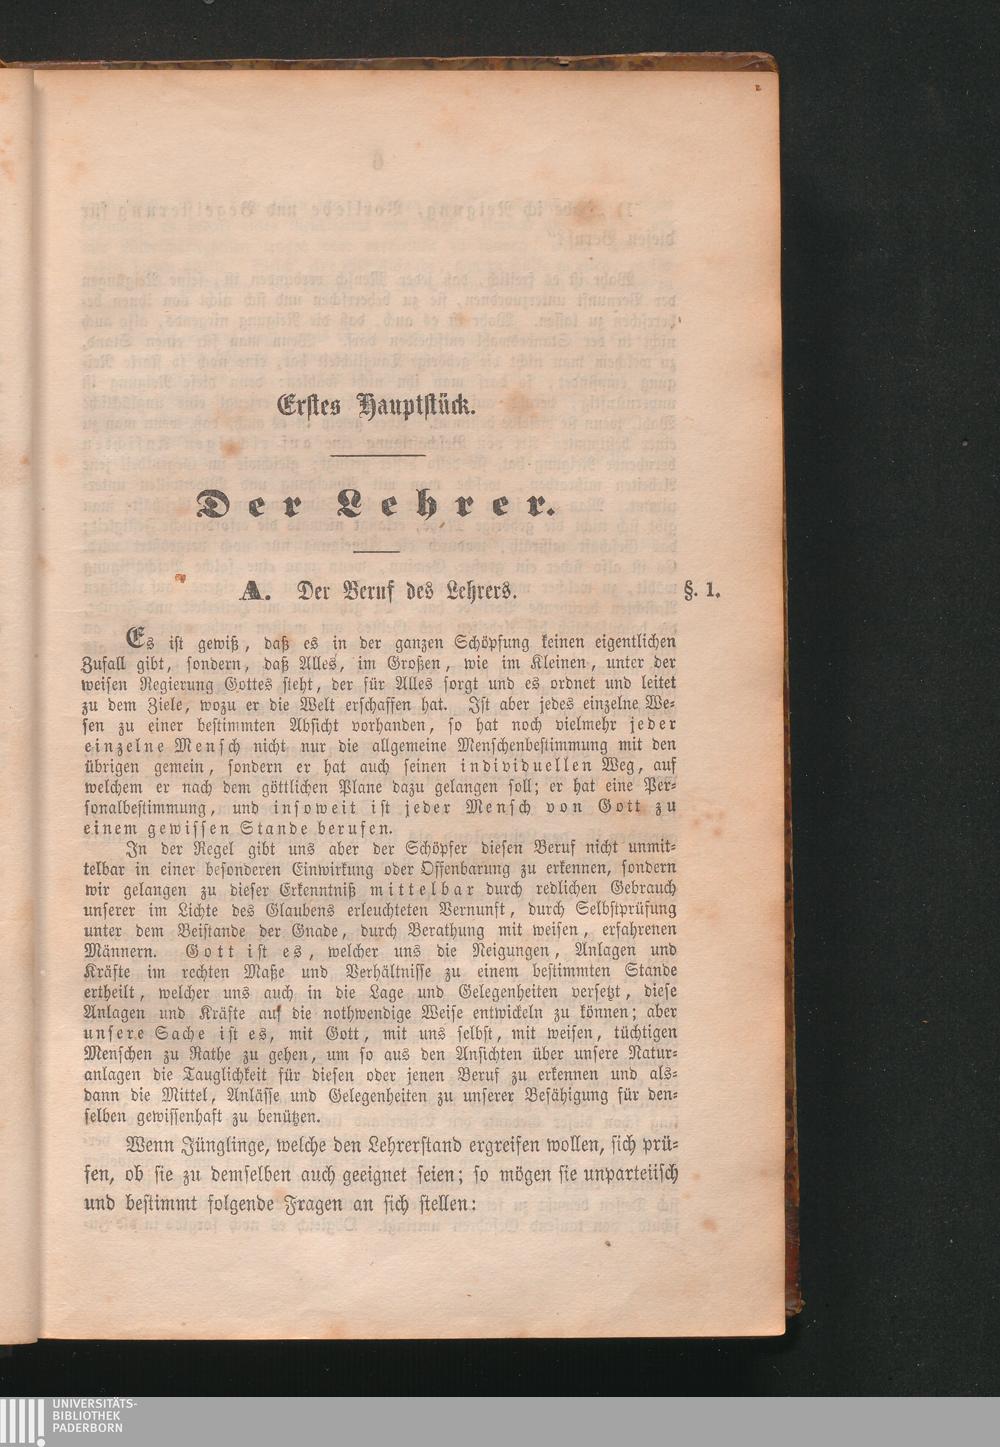 Erstes Hauptstück.
Der Lehrer.
A. Der Beruf des Lehrers. §. 1.
Es ist gewiß, daß es in der ganzen Schöpfung keinen eigentlichen
Zufall gibt, sondern, daß Alles, im Großen, wie im Kleinen, unter der
weisen Regierung Gottes steht, der für Alles sorgt und es ordnet und leitet
zu dem Ziele, wozu er die Welt erschaffen hat. Ist aber jedes einzelne We-
sen zu einer bestimmten Absicht vorhanden, so hat noch vielmehr jeder
einzelne Mensch nicht nur die allgemeine Menschenbestimmung mit den
übrigen gemein, sondern er hat auch seinen individuellen Weg, auf
welchem er nach dem göttlichen Plane dazu gelangen soll; er hat eine Per-
sonalbestimmung, und insoweit ist jeder Mensch von Gott zu
einem gewissen Stande berufen.
In der Regel gibt uns aber der Schöpfer diesen Beruf nicht unmit-
telbar in einer besonderen Einwirkung oder Offenbarung zu erkennen, sondern
wir gelangen zu dieser Erkenntniß mittelbar durch redlichen Gebrauch
unserer im Lichte des Glaubens erleuchteten Vernunft, durch Selbstprüfung
unter dem Beistande der Gnade, durch Berathung mit weisen, erfahrenen
Männern. Gott ist es, welcher uns die Neigungen, Anlagen und
Kräfte im rechten Maße und Verhältnisse zu einem bestimmten Stande
ertheilt, welcher uns auch in die Lage und Gelegenheiten versetzt, diese
Anlagen und Kräfte auf die nothwendige Weise entwickeln zu können; aber
unsere Sache ist es, mit Gott, mit uns selbst, mit weisen, tüchtigen
Menschen zu Rathe zu gehen, um so aus den Ansichten über unsere Natur-
anlagen die Tauglichkeit für diesen oder jenen Beruf zu erkennen und als-
dann die Mittel, Anlässe und Gelegenheiten zu unserer Befähigung für den-
selben gewissenhaft zu benützen.
Wenn Jünglinge, welche den Lehrerstand ergreifen wollen, sich prü-
fen, ob sie zu demselben auch geeignet seien; so mögen sie unparteiisch
und bestimmt folgende Fragen an sich stellen:
UNIVERSITÄTS-
BIBLIOTHEK
PADERBORN